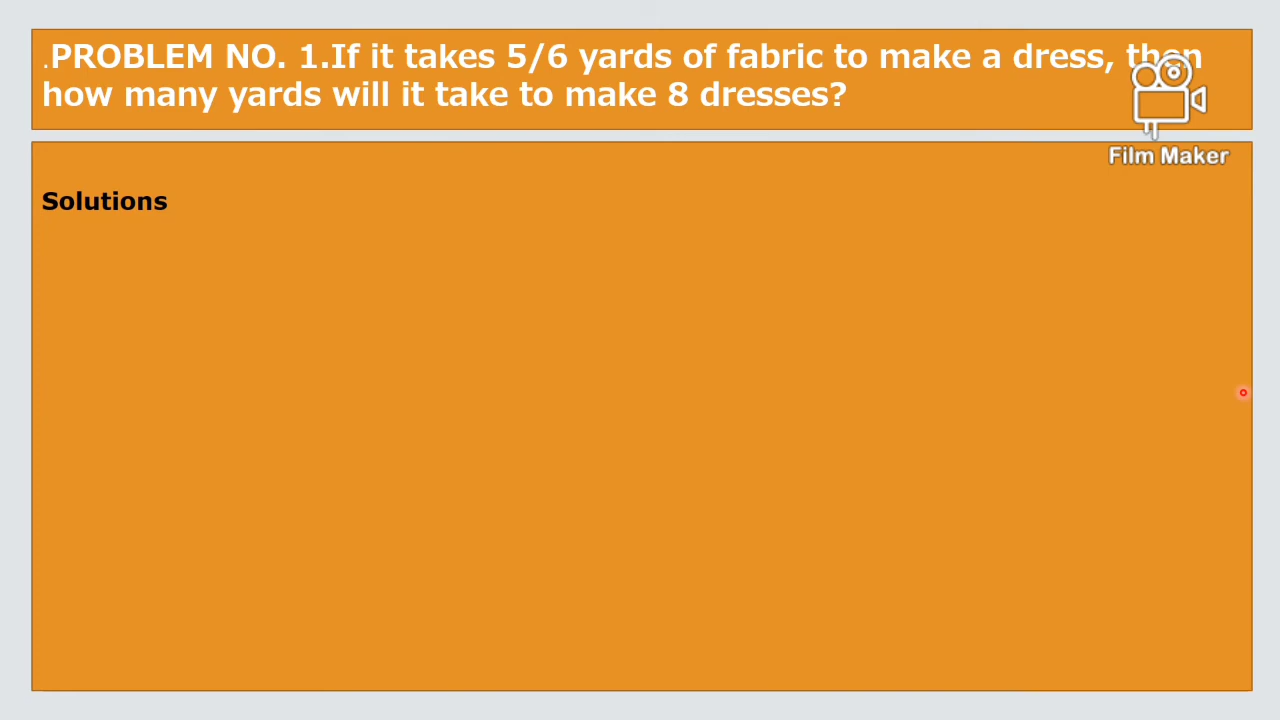 .PROBLEM NO. 1.If it takes 5/6 yards of fabric to make a dress, then
how many yards will it take to make 8 dresses?
Film Maker
Solutions